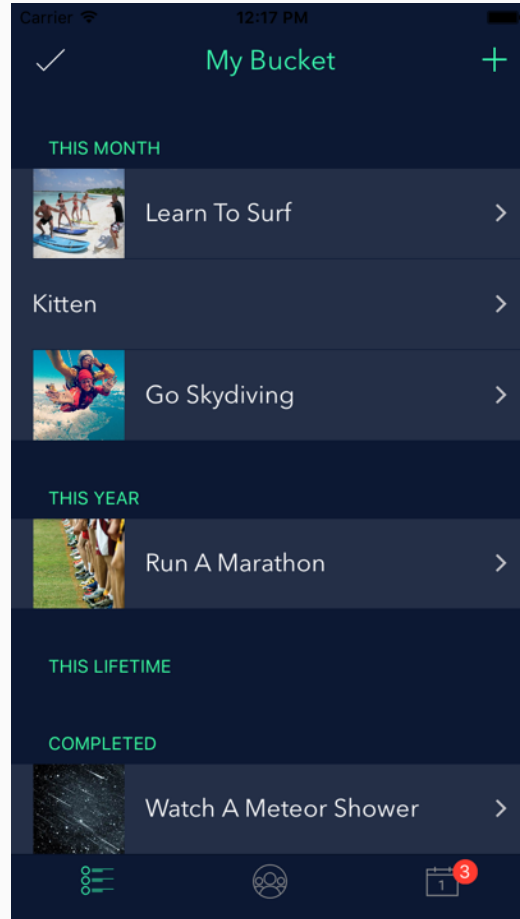 Carrier 12:17 PM
My Bucket
THIS MONTH
Learn To Surf
Kitten
Go Skydiving
THIS YEAR
Run A Marathon
THIS LIFETIME
COMPLETED
Watch A Meteor Shower
1 3